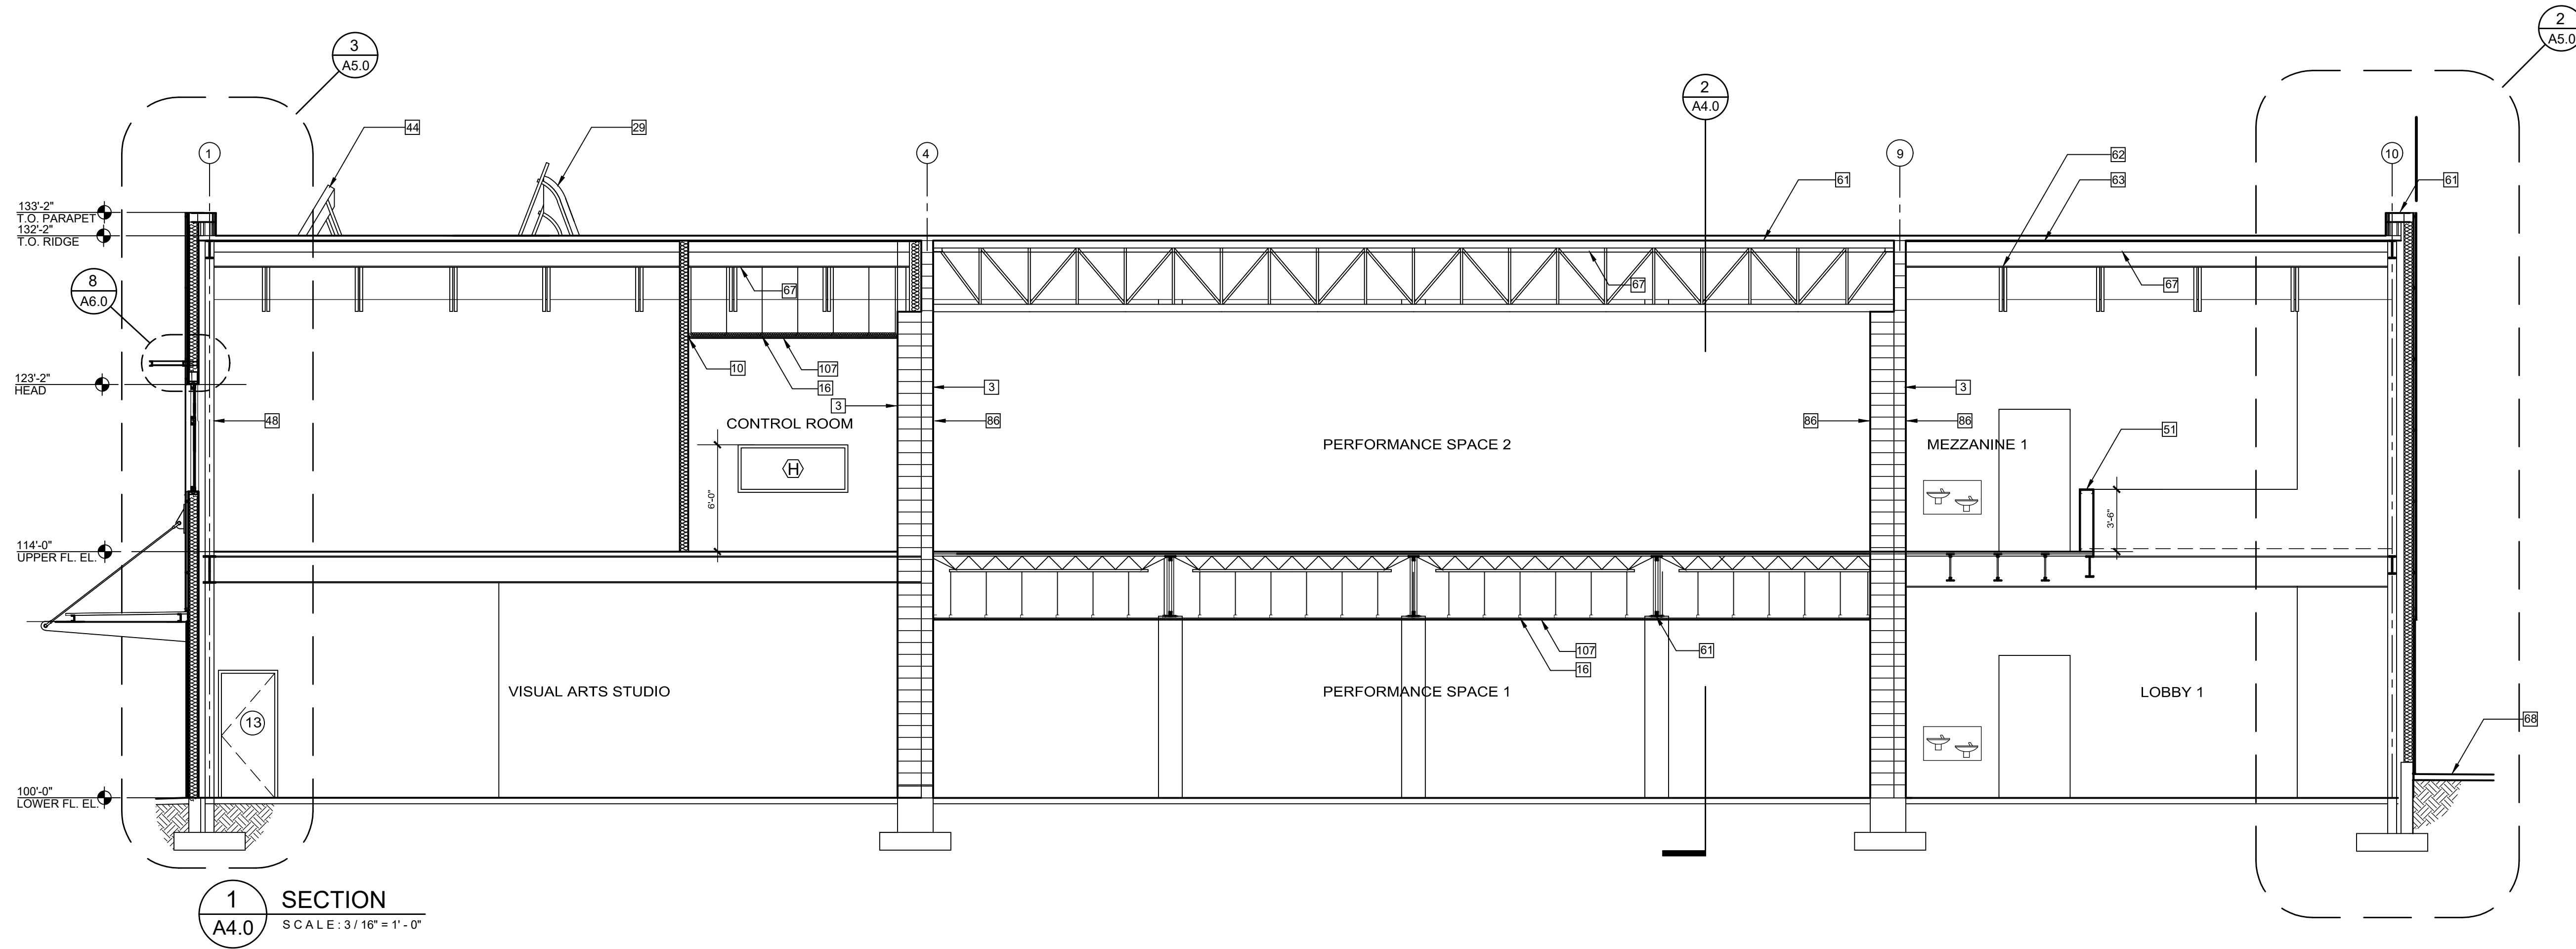 3
A5.0
2
A5.0
2
A4.0
44
29
1
4
9
10
62
63
61
61
133'-2"
T.O. PARAPET
132'-2"
T.O. RIDGE
8
A6.0
67
67
67
10
107
16
123'-2"
HEAD
3
3
3
48
CONTROL ROOM
86
86
86
PERFORMANCE SPACE 2
MEZZANINE 1
51
H
6'-0"
3'-6"
114'-0"
UPPER FL. EL.
107
16
61
VISUAL ARTS STUDIO
PERFORMANCE SPACE 1
LOBBY 1
13
68
100'-0"
LOWER FL. EL.
1
A4.0
SECTION
SCALE: 3/16" = 1'-0"